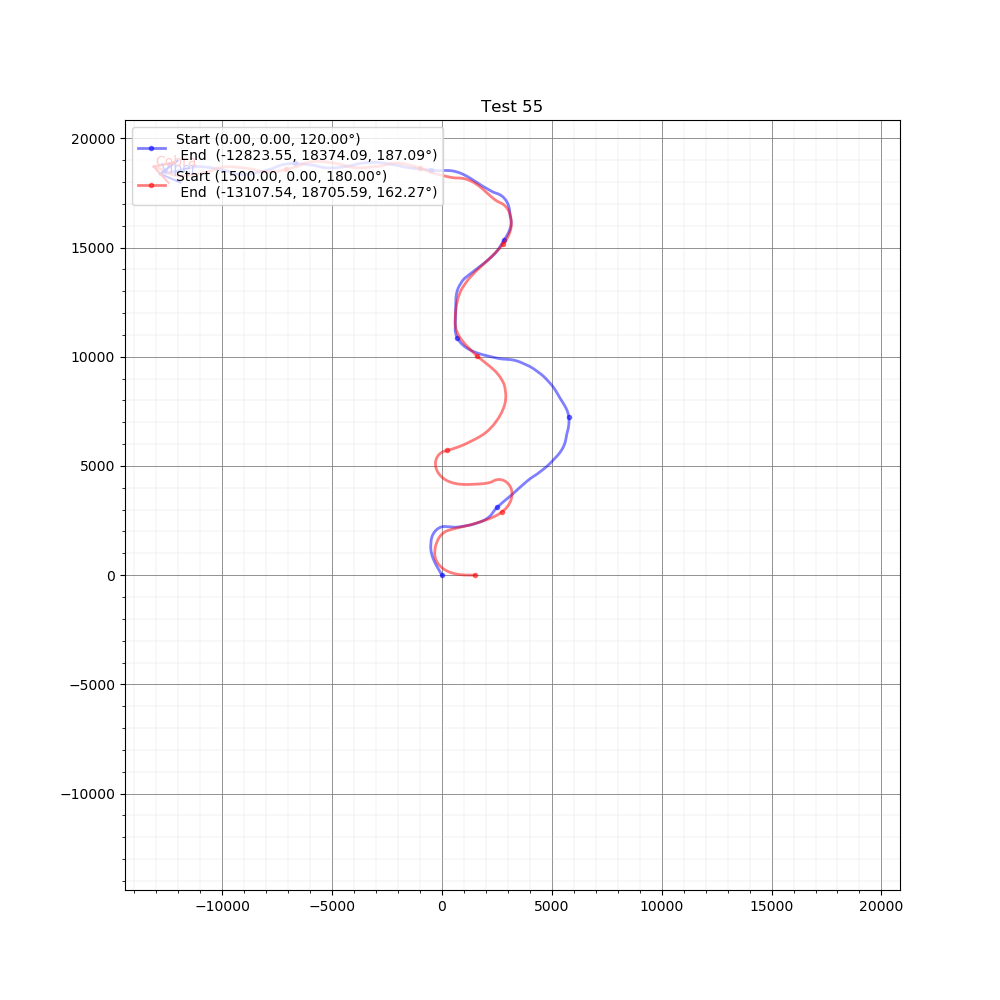 Test 55
Start (0.00, 0.00, 120.00°)
End (-12823.55, 18374.09, 187.09°)
Start (1500.00, 0.00, 180.00°)
End (-13107.54, 18705.59, 162.27°)
20000
15000
10000
5000
0
−5000
−10000
−10000 −5000 0 5000 10000 15000 20000